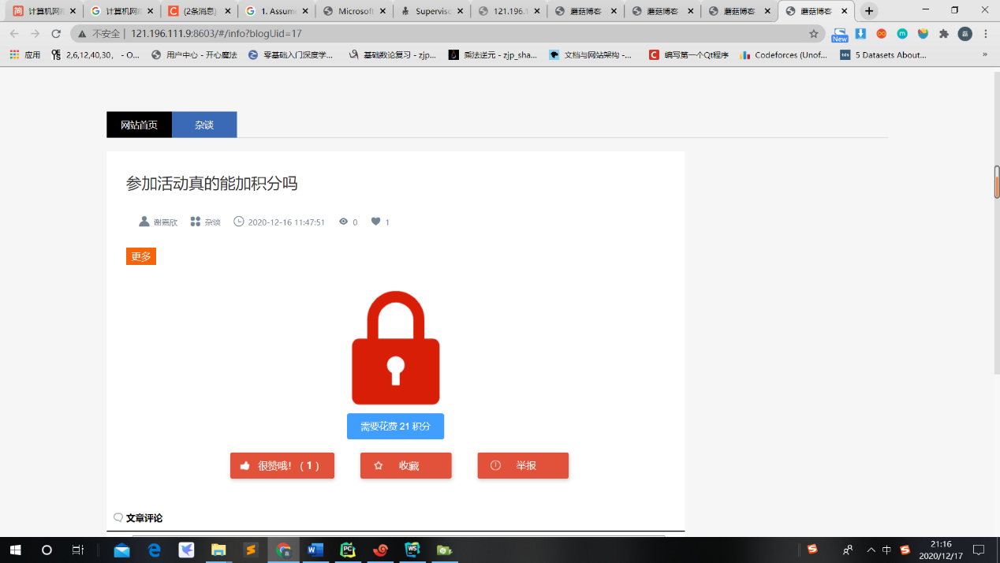 计算机网
计算机网
(2条消息)
1. Assum
Microsoft
Superviso
121.196.1
蘑菇博客
蘑菇博客
蘑菇博客
蘑菇博客
不安全 | 121.196.111.9:8603/#/info?blogUid=17
New
磊
应用
2,6,12,40,30, - O...
用户中心 - 开心魔法
零基础入门深度学...
基础数论复习 - zjp...
乘法逆元 - zjp_sha...
文档与网站架构 -...
编写第一个Qt程序
Codeforces (Unof...
5 Datasets About...
»
网站首页
杂谈
参加活动真的能加积分吗
谢嘉欣
杂谈
2020-12-16 11:47:51
0
1
更多
需要花费 21 积分
很赞哦! ( 1 )
收藏
举报
文章评论
中
21:16
2020/12/17